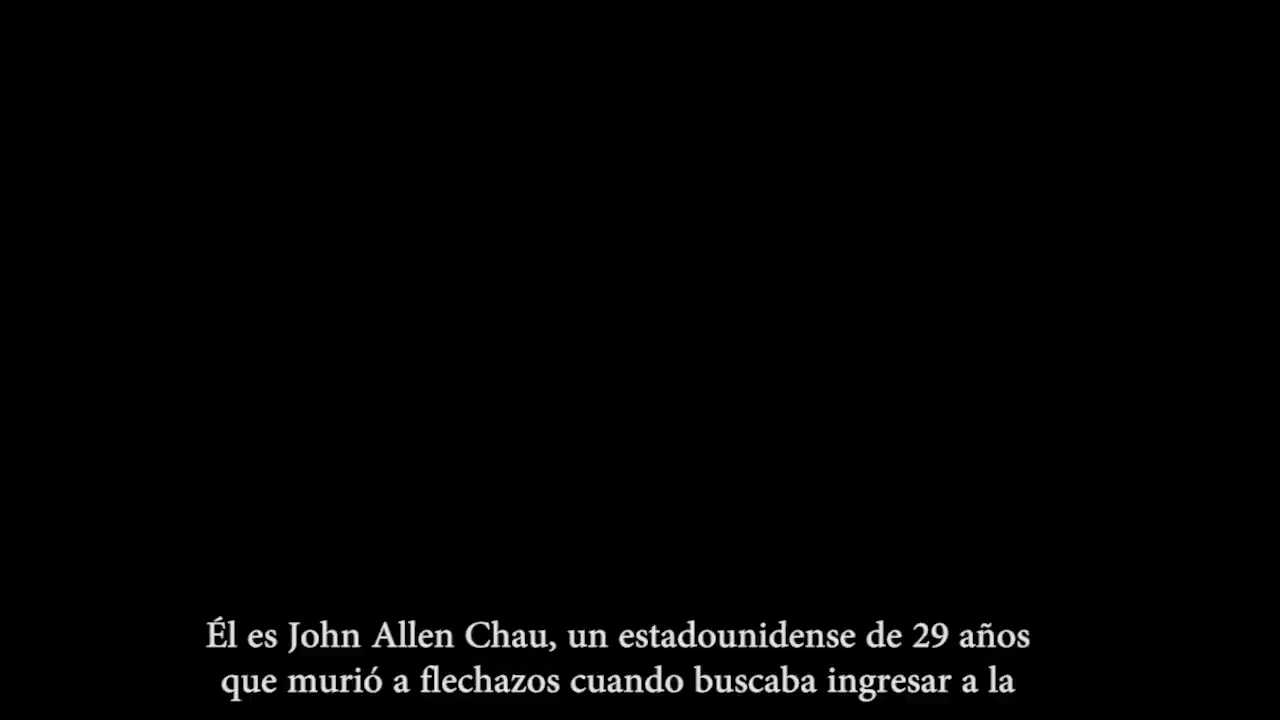 Él es John Allen Chau, un estadounidense de 29 años
que murió a flechazos cuando buscaba ingresar a la